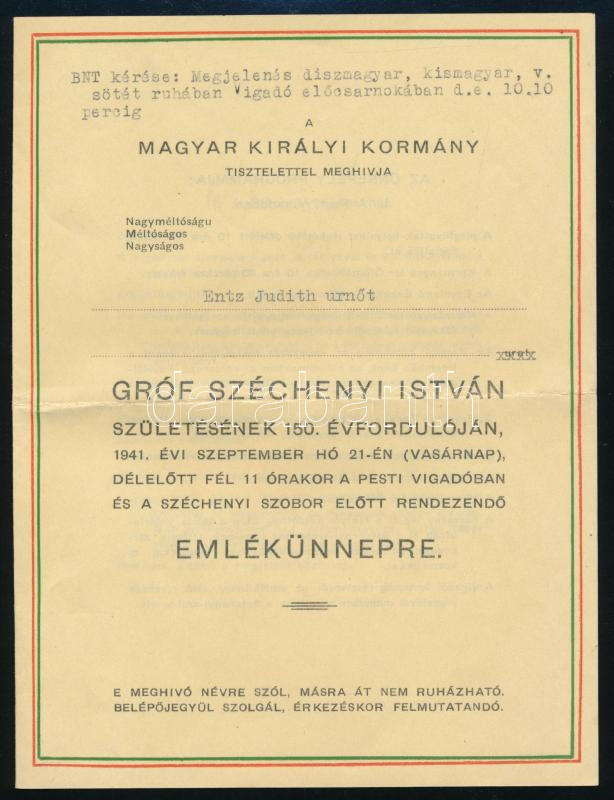 BNT kérése: Megjelenés diszmagyar, kismagyar, v.
sötét ruhában Vigadó előcsarnokában d.e. 10.10
percig
A
MAGYAR KIRÁLYI KORMÁNY
TISZTELETTEL MEGHIVJA
Nagyméltóságu
Méltóságos
Nagyságos
Entz Judith urnőt
urat
GRÓF SZÉCHENYI ISTVÁN
SZÜLETÉSÉNEK 150. ÉVFORDULÓJÁN,
1941. ÉVI SZEPTEMBER HÓ 21-ÉN (VASÁRNAP),
DÉLELŐTT FÉL 11 ÓRAKOR A PESTI VIGADÓBAN
ÉS A SZÉCHENYI SZOBOR ELŐTT RENDEZENDŐ
EMLÉKÜNNEPRE.
E MEGHIVÓ NÉVRE SZÓL, MÁSRA ÁT NEM RUHÁZHATÓ.
BELÉPŐJEGYÜL SZOLGÁL, ÉRKEZÉSKOR FELMUTATANDÓ.
darabanth